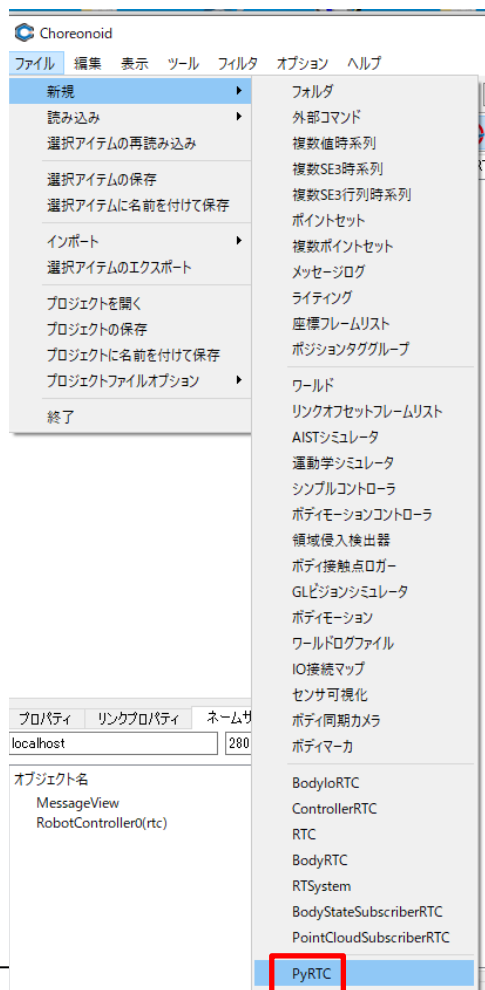 Choreonoid
ファイル 編集 表示 ツール フィルタ オプション ヘルプ
新規
読み込み
選択アイテムの再読み込み
選択アイテムの保存
選択アイテムに名前を付けて保存
インポート
選択アイテムのエクスポート
プロジェクトを開く
プロジェクトの保存
プロジェクトに名前を付けて保存
プロジェクトファイルオプション
終了
フォルダ
外部コマンド
複数値時系列
複数SE3時系列
複数SE3行列時系列
ポイントセット
複数ポイントセット
メッセージログ
ライティング
座標フレームリスト
ポジションタググループ
ワールド
リンクオフセットフレームリスト
AISTシミュレータ
運動学シミュレータ
シンプルコントローラ
ボディモーションコントローラ
領域侵入検出器
ボディ接触点ロガー
GLビジョンシミュレータ
ボディモーション
ワールドログファイル
IO接続マップ
センサ可視化
ボディ同期カメラ
ボディマーカ
BodyIoRTC
ControllerRTC
RTC
BodyRTC
RTSystem
BodyStateSubscriberRTC
PointCloudSubscriberRTC
PyRTC
プロパティ リンクプロパティ ネームサ
localhost 280
オブジェクト名
MessageView
RobotController0(rtc)